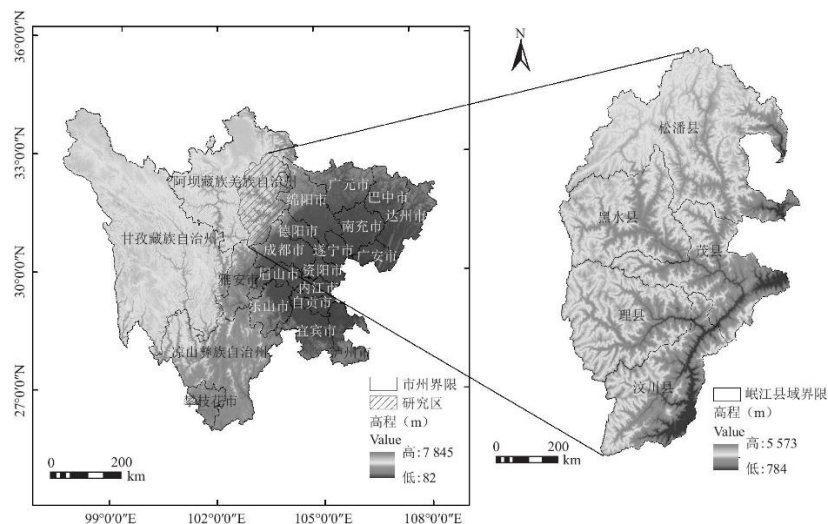 N
36°0′0″N
33°0′0″N
30°0′0″N
27°0′0″N
阿坝藏族羌族自治州
广元市
巴中市
绵阳市
达州市
甘孜藏族自治州
德阳市
南充市
成都市
遂宁市
广安市
雅安市
眉山市
资阳市
内江市
乐山市
自贡市
宜宾市
泸州市
凉山彝族自治州
攀枝花市
市州界限
研究区
高程（m）
Value
高:7 845
低:82
0 200
km
99°0′0″E
102°0′0″E
105°0′0″E
108°0′0″E
松潘县
黑水县
茂县
理县
汶川县
岷江县域界限
高程（m）
Value
高:5 573
低:784
0 200
km